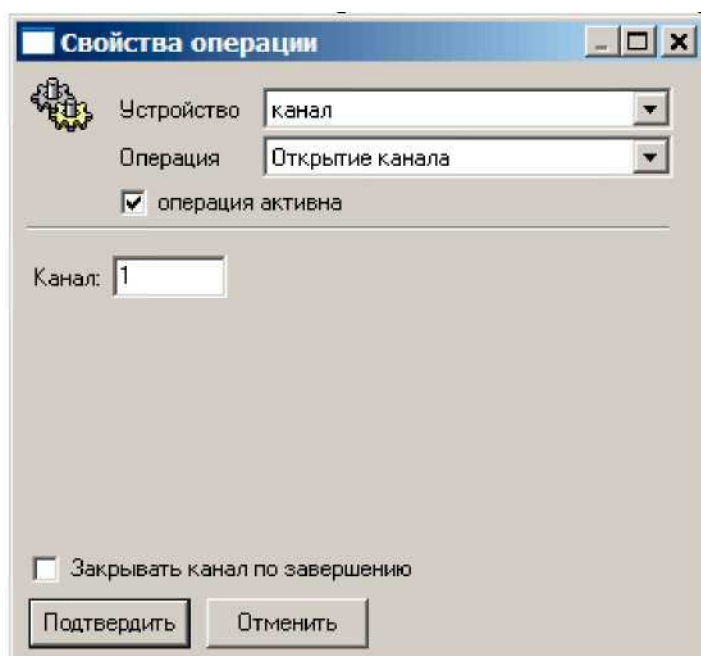 Свойства операции
Устройство канал
Операция Открытие канала
операция активна
Канал: 1
Закрывать канал по завершению
Подтвердить Отменить